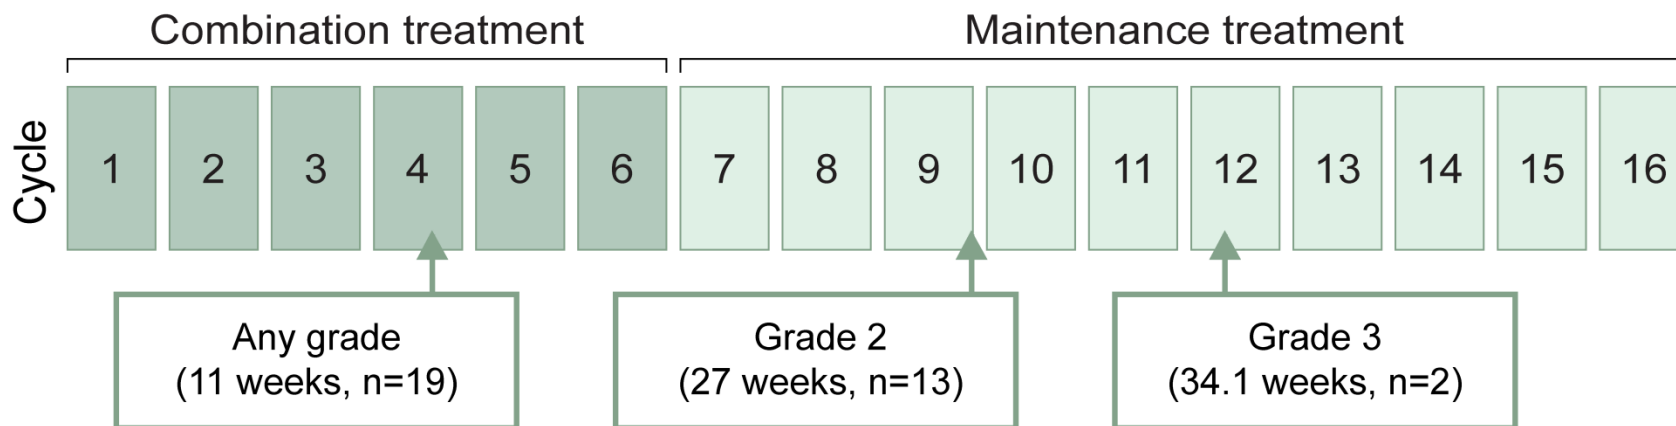 Combination treatment
Maintenance treatment
Cycle
1 2 3 4 5 6 7 8 9 10 11 12 13 14 15 16
Any grade
(11 weeks, n=19)
Grade 2
(27 weeks, n=13)
Grade 3
(34.1 weeks, n=2)